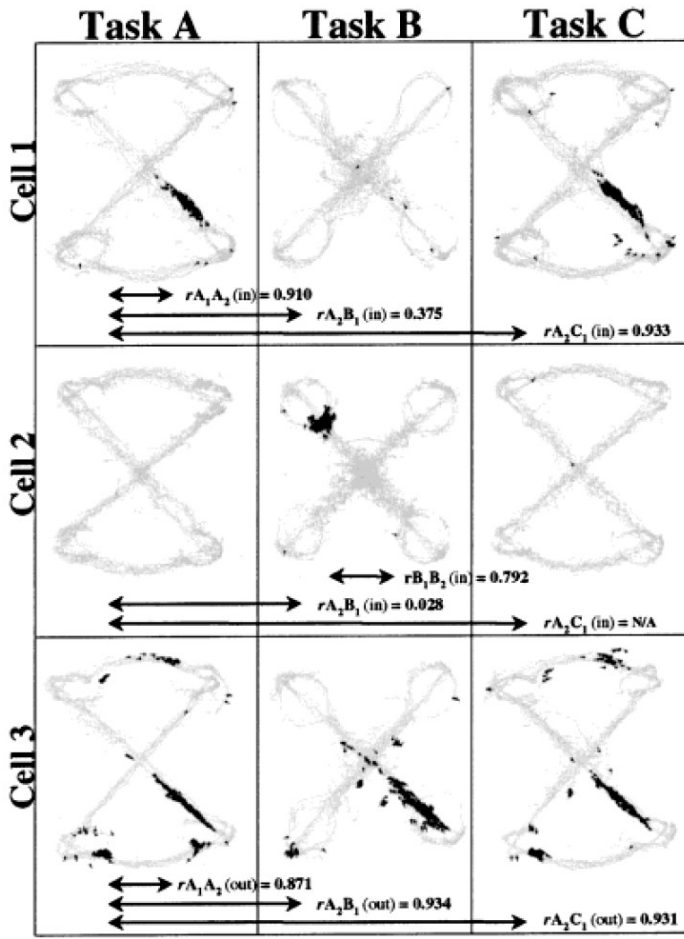 Task A Task B Task C
Cell 1
rA₁A₂ (in) = 0.910
rA₂B₁ (in) = 0.375
rA₂C₁ (in) = 0.933
Cell 2
rB₁B₂ (in) = 0.792
rA₂B₁ (in) = 0.028
rA₂C₁ (in) = N/A
Cell 3
rA₁A₂ (out) = 0.871
rA₂B₁ (out) = 0.934
rA₂C₁ (out) = 0.931